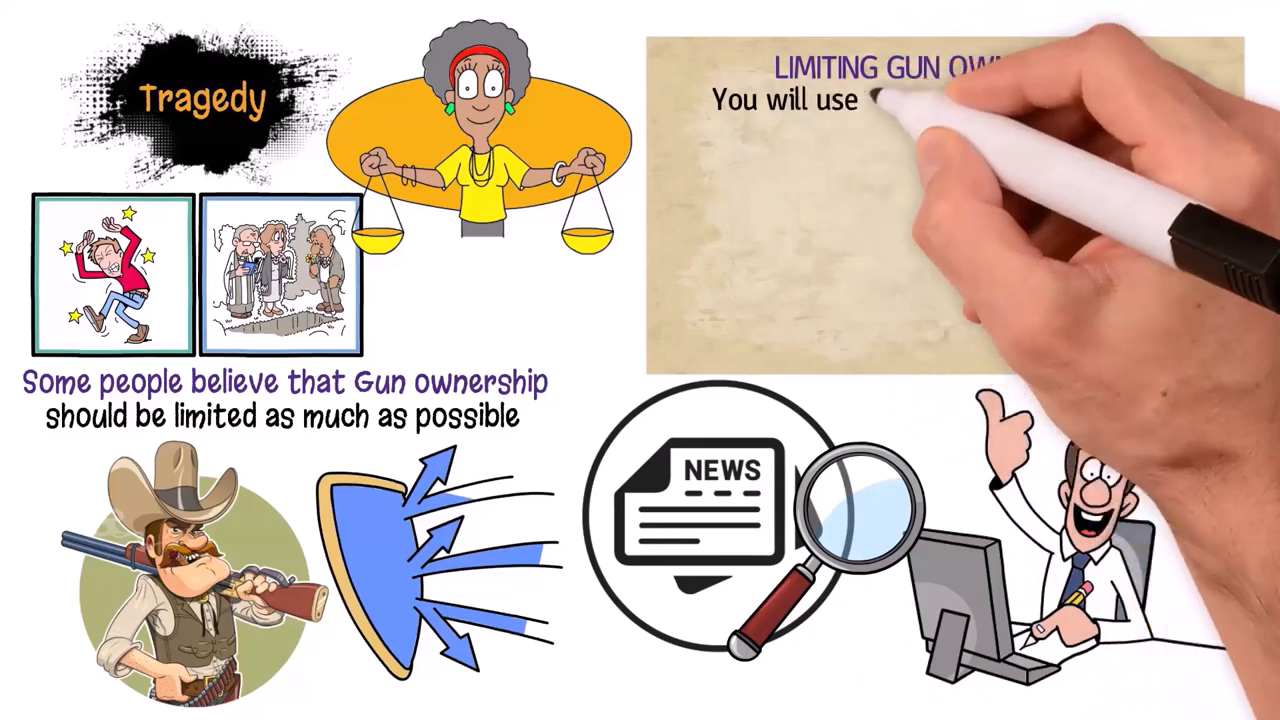 Tragedy
Some people believe that Gun ownership
should be limited as much as possible
LIMITING GUN
You will use
NEWS